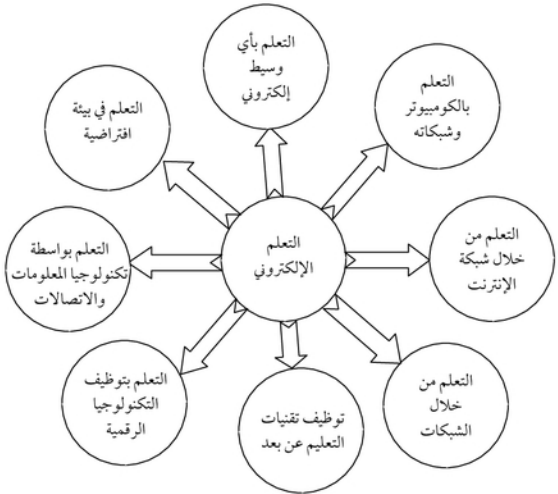 التعلم بأي
وسيط
إلكتروني
التعلم
بالكومبيوتر
وشبكاته
التعلم من
خلال شبكة
الإنترنت
التعلم من
خلال
الشبكات
توظيف تقنيات
التعليم عن بعد
التعلم بتوظيف
التكنولوجيا
الرقمية
التعلم بواسطة
تكنولوجيا المعلومات
والاتصالات
التعلم في بيئة
افتراضية
التعلم
الإلكتروني